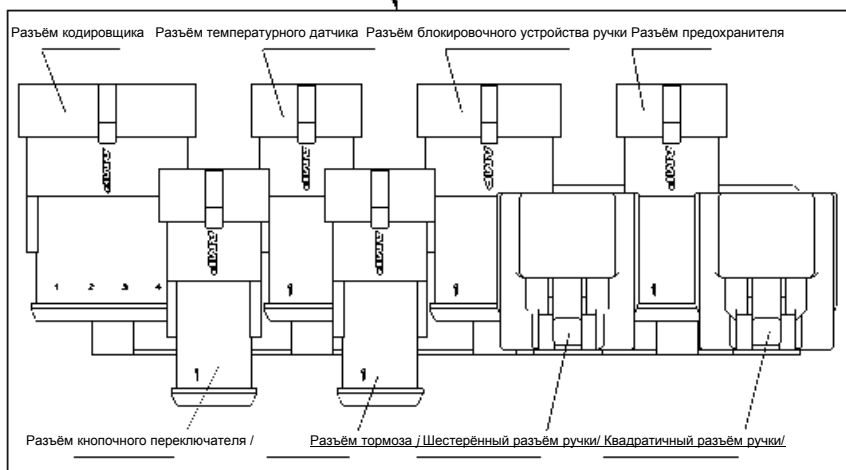 Разъём кодировщика Разъём температурного датчика Разъём блокировочного устройства ручки Разъём предохранителя
1 2 3 4 1 1 1
1 1
Разъём кнопочного переключателя / Разъём тормоза / Шестерённый разъём ручки/ Квадратичный разъём ручки/